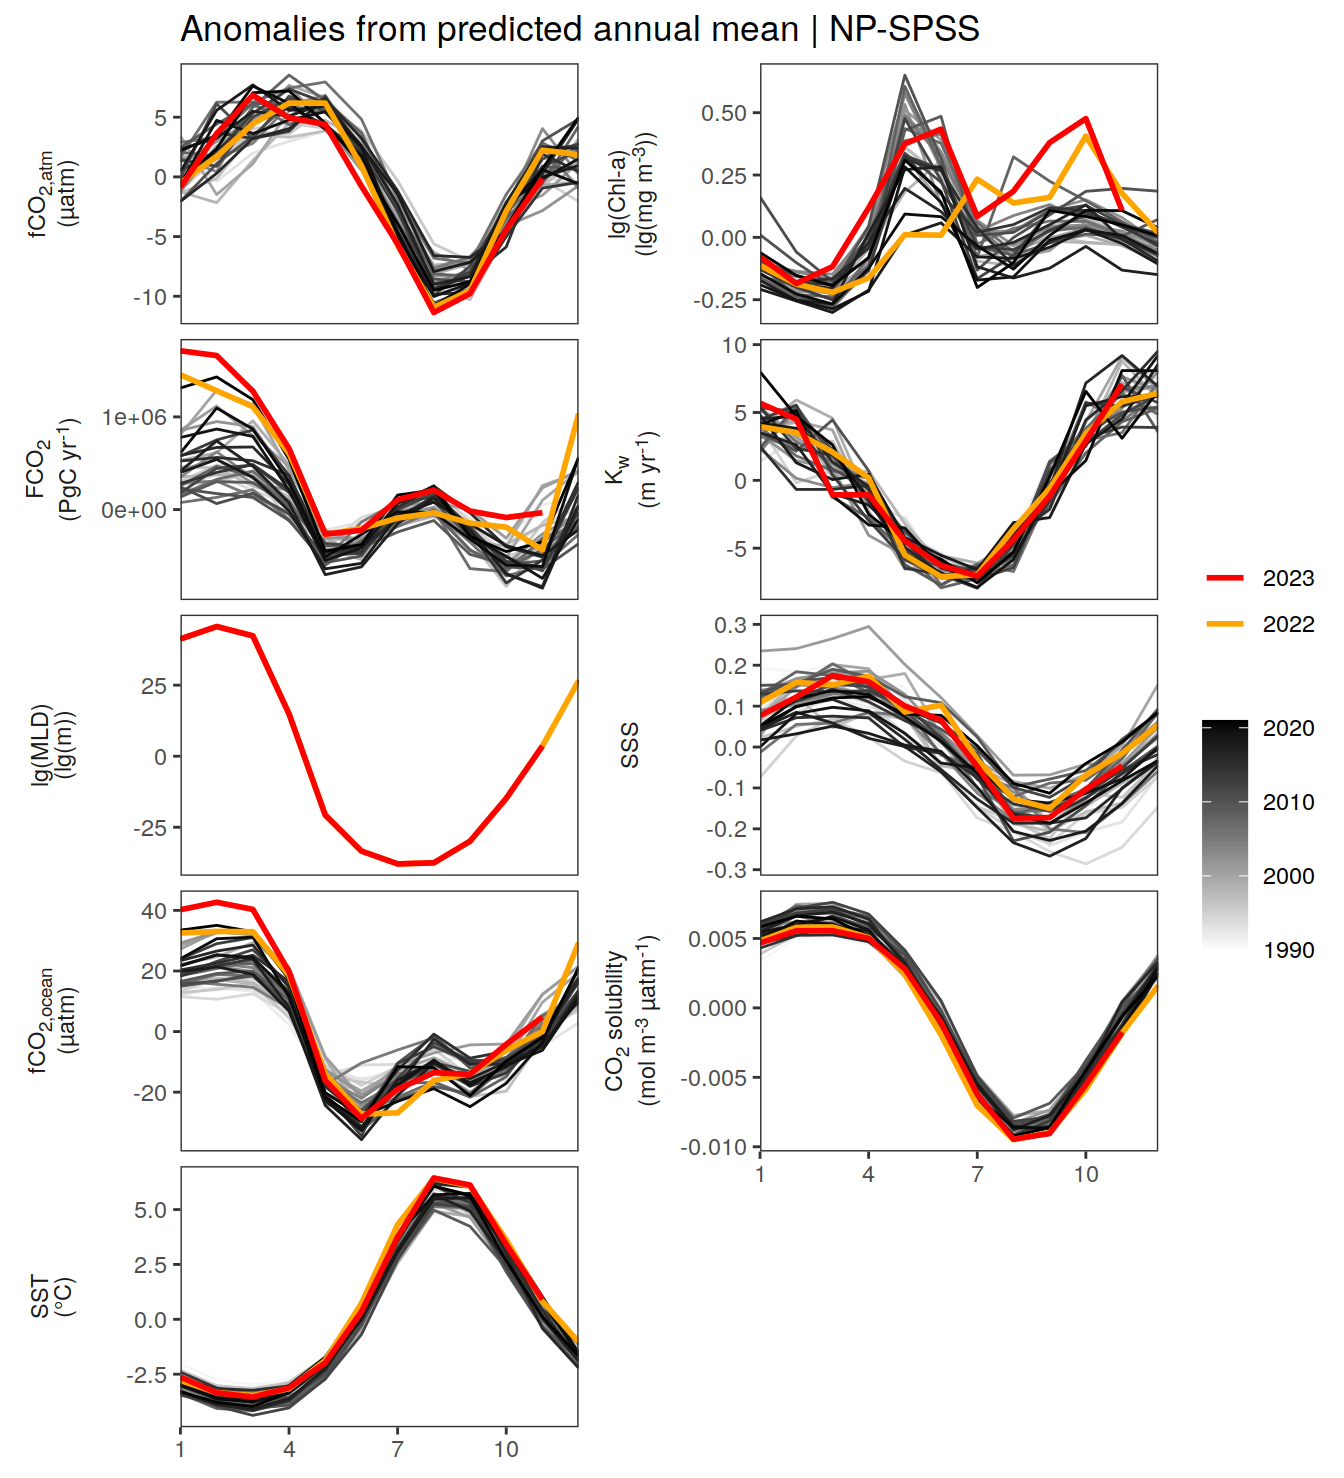 Anomalies from predicted annual mean | NP-SPSS
fCO2,atm
(µatm)
5
0
-5
-10
lg(Chl-a)
(lg(mg m-3))
0.50
0.25
0.00
-0.25
FCO2
(PgC yr-1)
1e+06
0e+00
Kw
(m yr-1)
10
5
0
-5
lg(MLD)
(lg(m))
25
0
-25
SSS
0.3
0.2
0.1
0.0
-0.1
-0.2
-0.3
fCO2,ocean
(µatm)
40
20
0
-20
CO2 solubility
(mol m-3 µatm-1)
0.005
0.000
-0.005
-0.010
1 4 7 10
SST
(°C)
5.0
2.5
0.0
-2.5
1 4 7 10
2023
2022
2020
2010
2000
1990